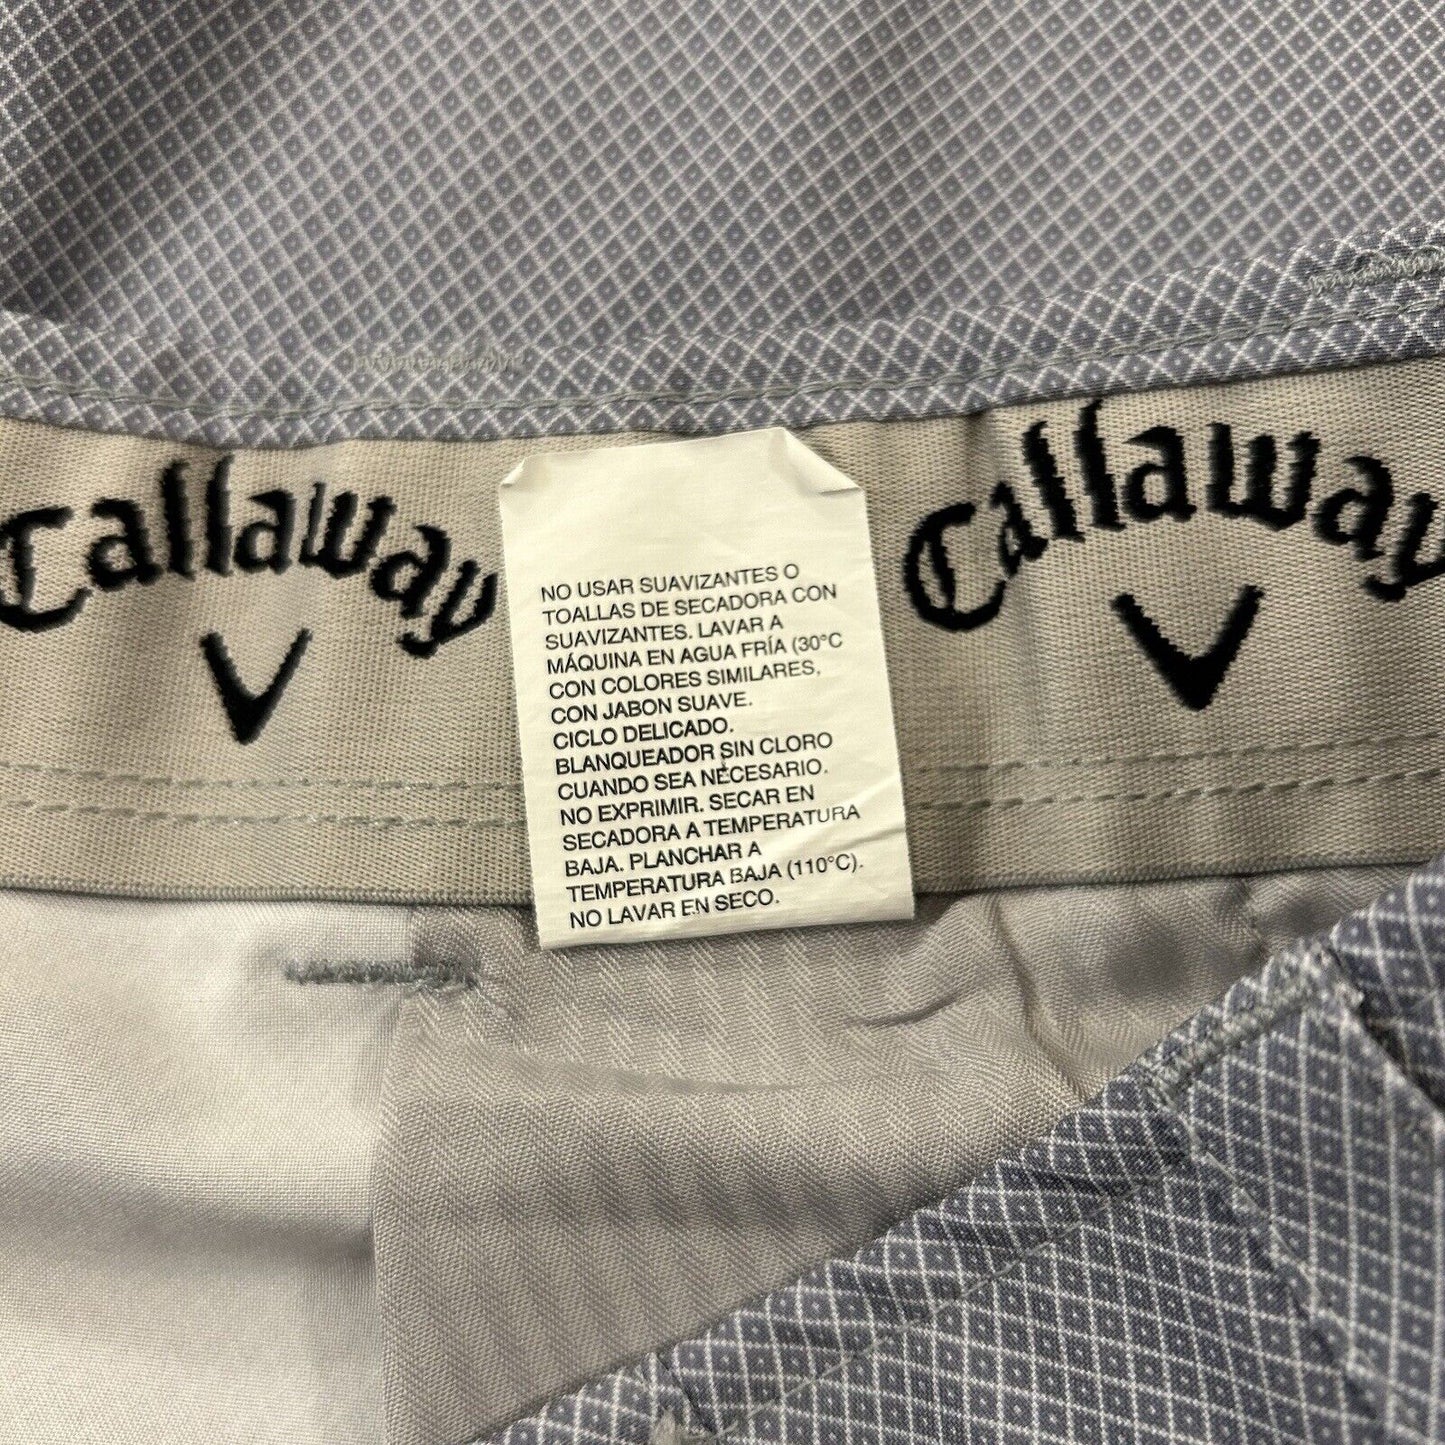 Callaway
Callaway
NO USAR SUAVIZANTES O
TOALLAS DE SECADORA CON
SUAVIZANTES. LAVAR A
MÁQUINA EN AGUA FRÍA (30°C
CON COLORES SIMILARES,
CON JABON SUAVE.
CICLO DELICADO.
BLANQUEADOR SIN CLORO
CUANDO SEA NECESARIO.
NO EXPRIMIR. SECAR EN
SECADORA A TEMPERATURA
BAJA. PLANCHAR A
TEMPERATURA BAJA (110°C).
NO LAVAR EN SECO.